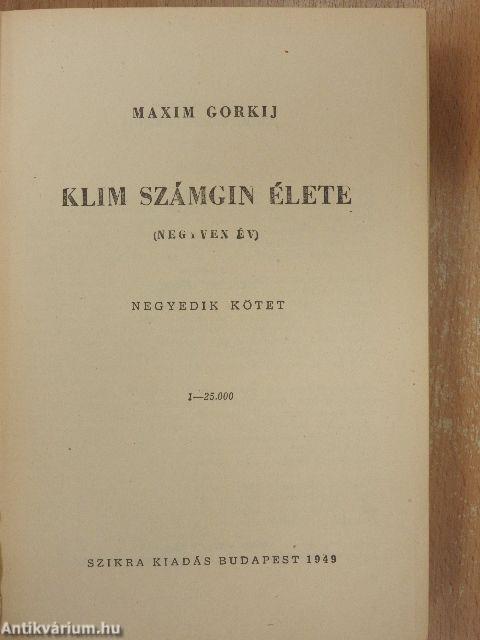 MAXIM GORKIJ
KLIM SZÁMGIN ÉLETE
(NEGYVEN ÉV)
NEGYEDIK KÖTET
1—25.000
SZIKRA KIADÁS BUDAPEST 1949
Antikvárium.hu